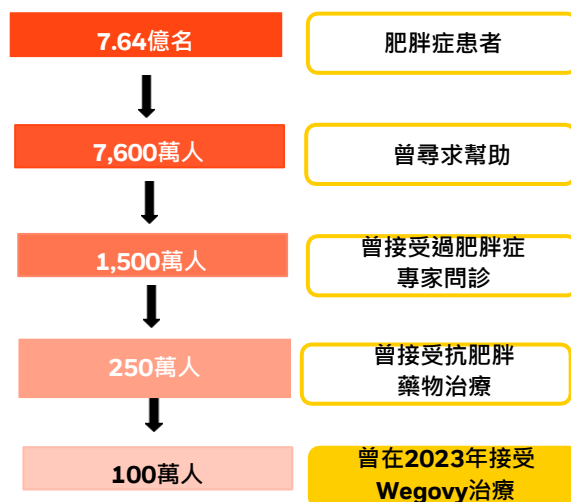 7.64億名
肥胖症患者
7,600萬人
曾尋求幫助
1,500萬人
曾接受過肥胖症
專家問診
250萬人
曾接受抗肥胖
藥物治療
100萬人
曾在2023年接受
Wegovy治療